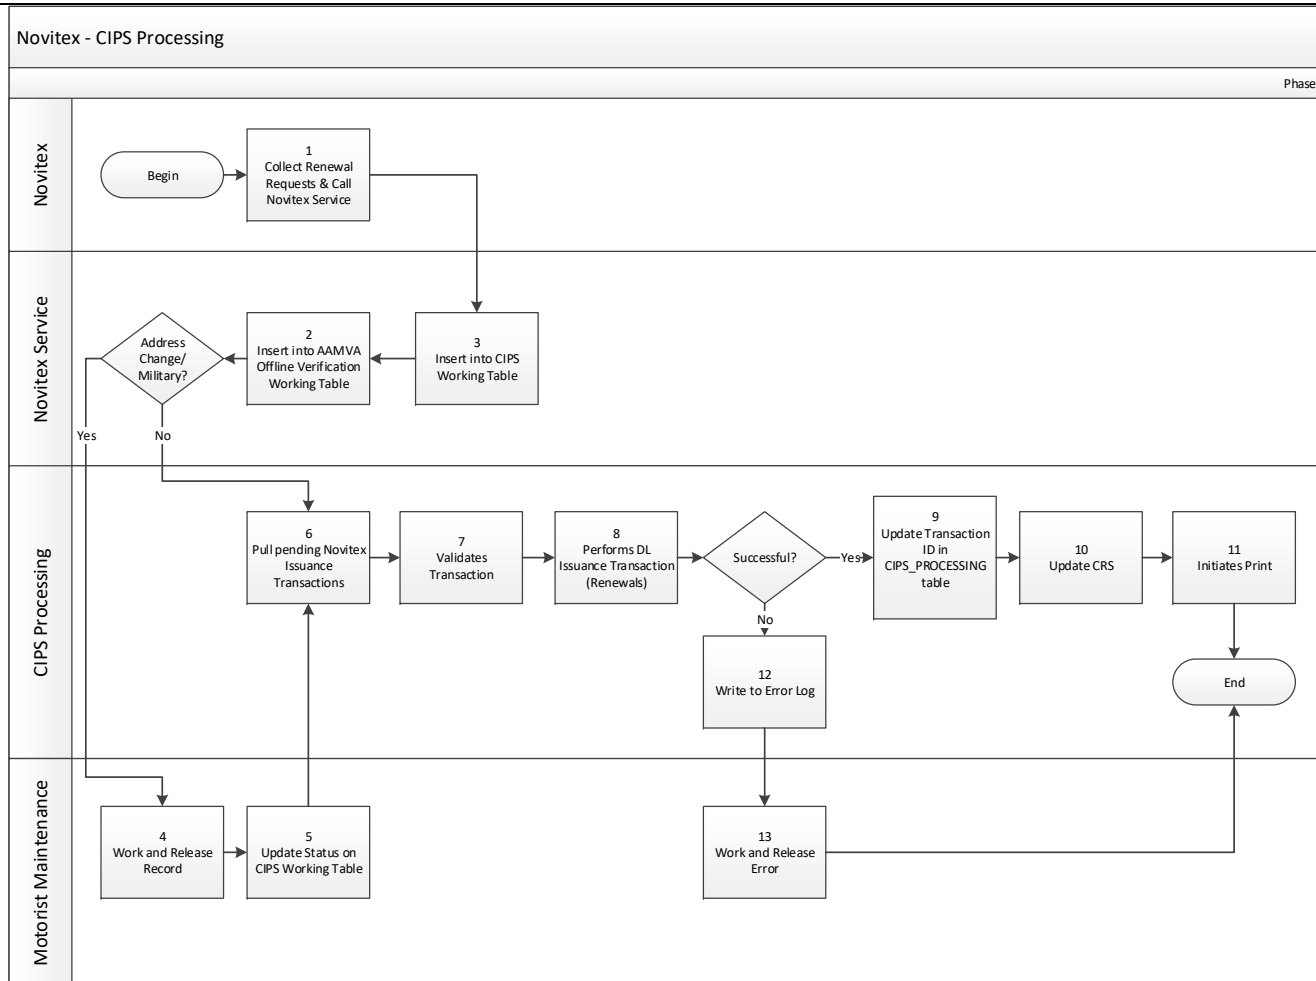 Novitex - CIPS Processing
Phase
Novitex
Begin
1
Collect Renewal
Requests & Call
Novitex Service
Novitex Service
Address
Change/
Military?
2
Insert into AAMVA
Offline Verification
Working Table
3
Insert into CIPS
Working Table
Yes
No
CIPS Processing
6
Pull pending Novitex
Issuance
Transactions
7
Validates
Transaction
8
Performs DL
Issuance Transaction
(Renewals)
Successful?
Yes
9
Update Transaction
ID in
CIPS_PROCESSING
table
10
Update CRS
11
Initiates Print
No
12
Write to Error Log
End
Motorist Maintenance
4
Work and Release
Record
5
Update Status on
CIPS Working Table
13
Work and Release
Error